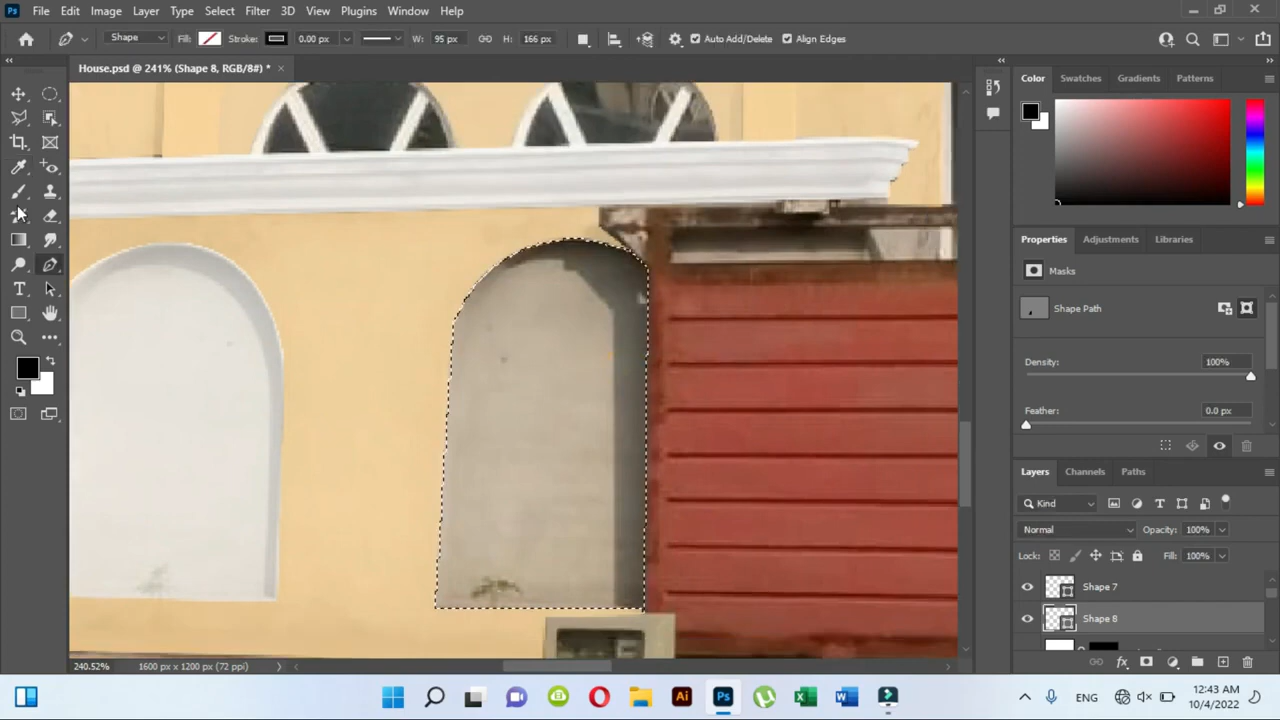 Ps File Edit Image Layer Type Select Filter 3D View Plugins Window Help
Shape Fill: Stroke: 0.00 px W: 95 px H: 166 px Auto Add/Delete Align Edges
House.psd @ 241% (Shape 8, RGB/8#) * ×
Color Swatches Gradients Patterns
Properties Adjustments Libraries
Masks
Shape Path
Density: 100%
Feather: 0.0 px
Layers Channels Paths
Kind
Normal Opacity: 100%
Lock: Fill: 100%
Shape 7
Shape 8
240.52% 1600 px x 1200 px (72 ppi)
Ai Ps ENG 12:43 AM
10/4/2022